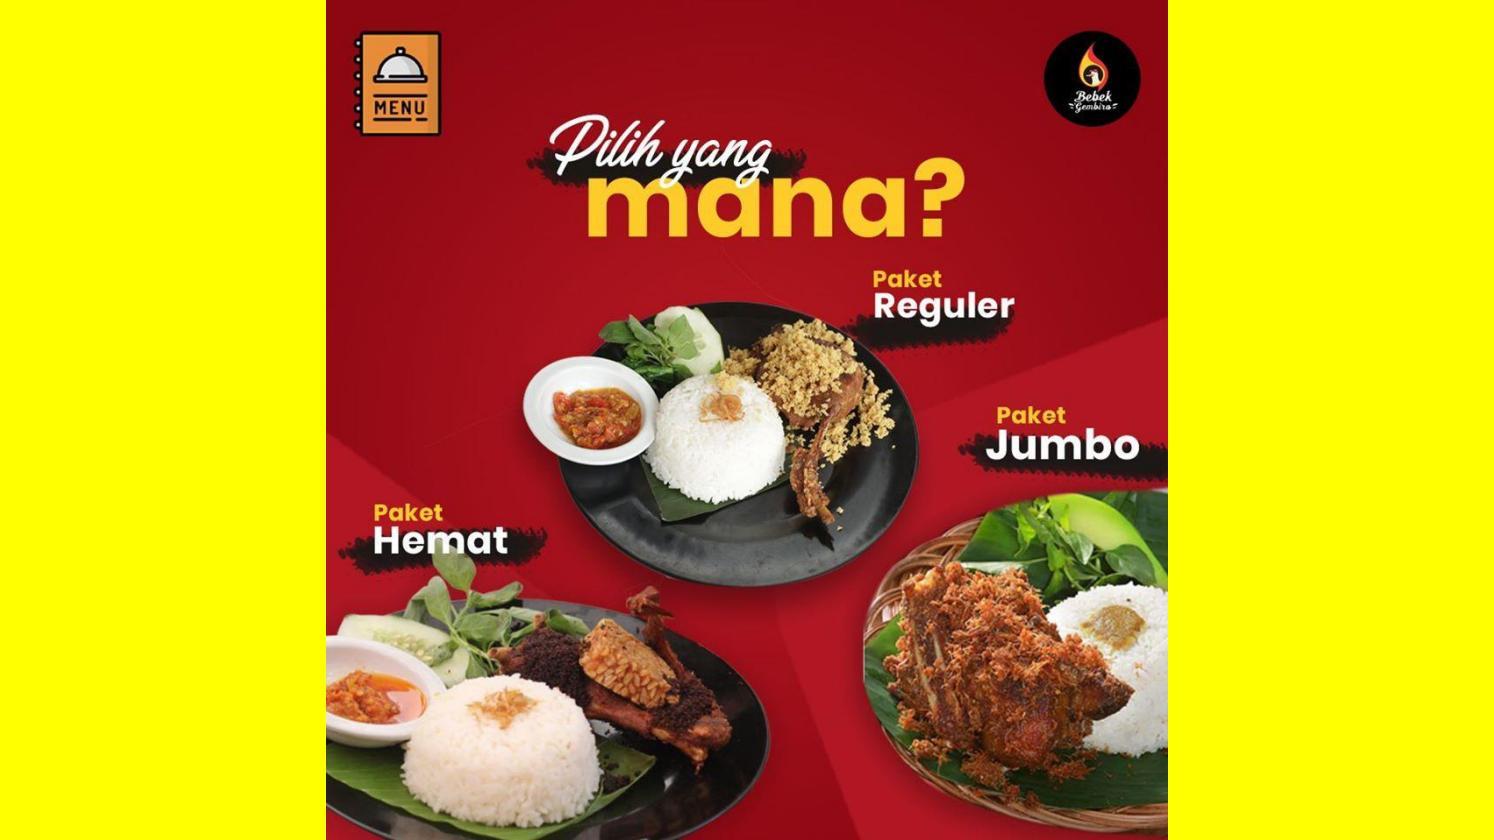 MENU
Bebek
Gembira
Pilih yang
mana?
Paket
Reguler
Paket
Jumbo
Paket
Hemat